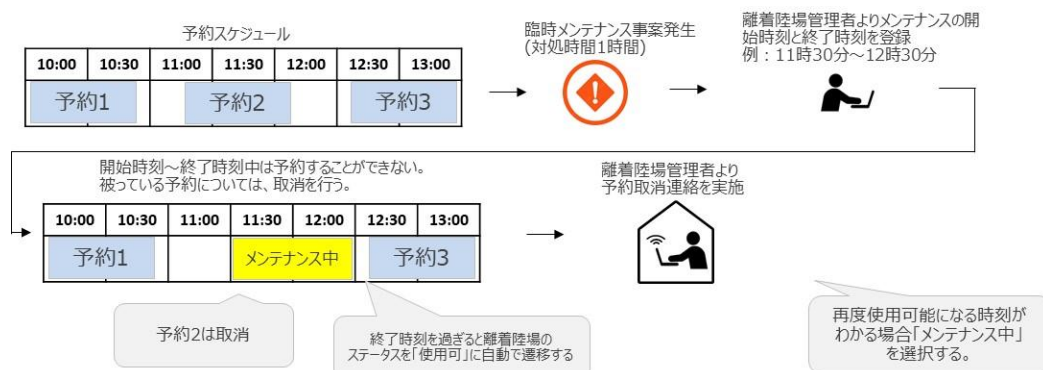 予約スケジュール
10:00 10:30 11:00 11:30 12:00 12:30 13:00
予約1 予約2 予約3
臨時メンテナンス事案発生
(対処時間1時間)
離着陸場管理者よりメンテナンスの開
始時刻と終了時刻を登録
例：11時30分～12時30分
開始時刻～終了時刻中は予約することができない。
被っている予約については、取消を行う。
10:00 10:30 11:00 11:30 12:00 12:30 13:00
予約1 メンテナンス中 予約3
離着陸場管理者より
予約取消連絡を実施
予約2は取消
終了時刻を過ぎると離着陸場の
ステータスを「使用可」に自動で遷移する
再度使用可能になる時刻が
わかる場合「メンテナンス中」
を選択する。